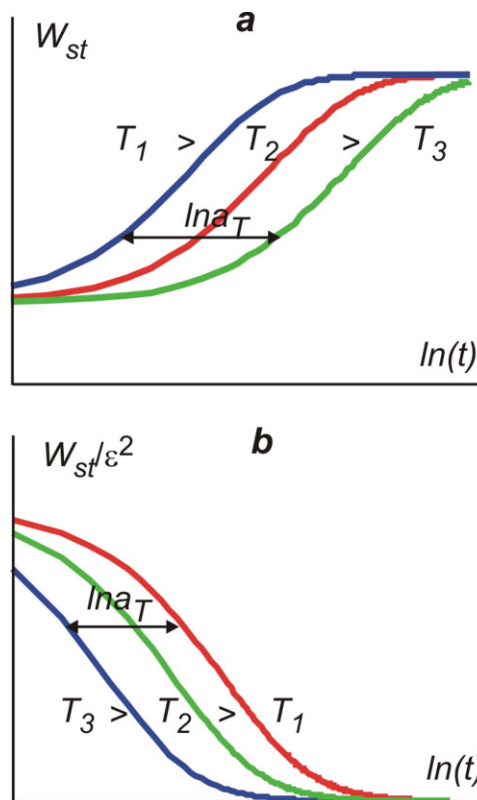 a
W_st
T_1 > T_2 > T_3
lna_T
ln(t)
b
W_st/ε²
lna_T
T_3 > T_2 > T_1
ln(t)